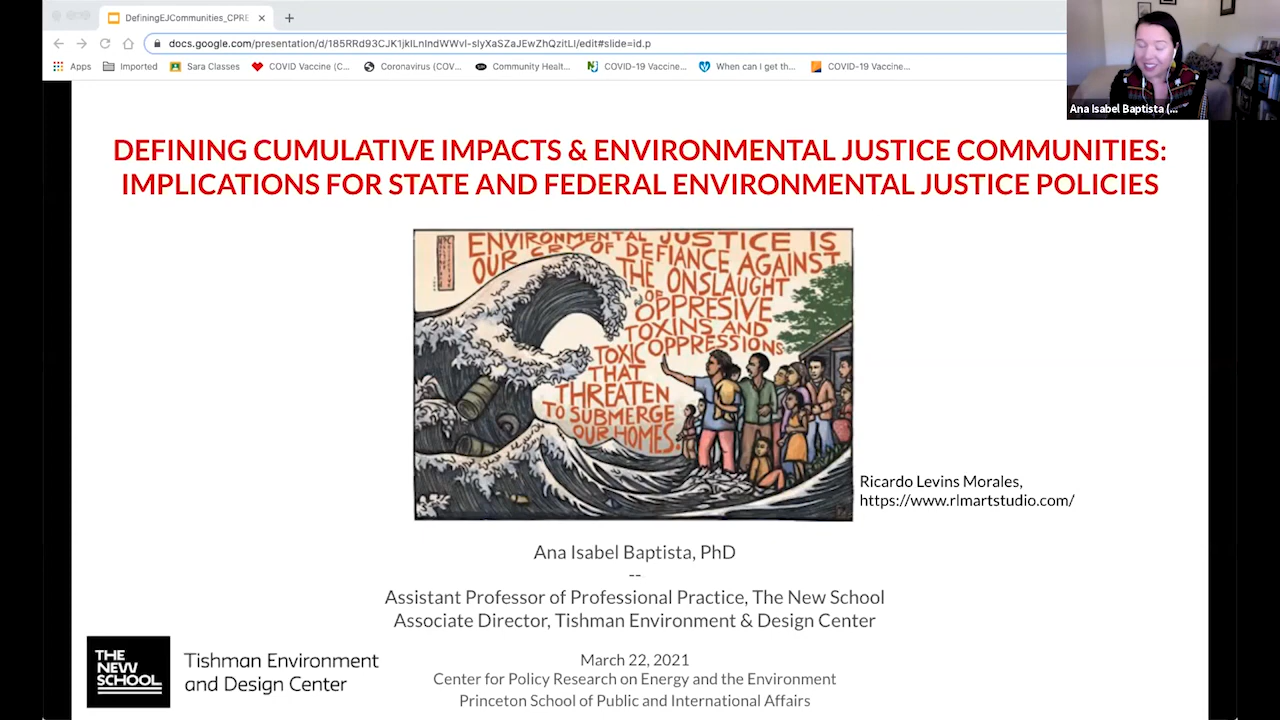 DefiningEJCommunities_CPRE
docs.google.com/presentation/d/185RRd93CJK1jkILnIndWWvI-slyXaSZaJEwZhQzitLI/edit#slide=id.p
Apps Imported Sara Classes COVID Vaccine (C... Coronavirus (COV... Community Healt... COVID-19 Vaccine... When can I get th... COVID-19 Vaccine...
Ana Isabel Baptista (...
DEFINING CUMULATIVE IMPACTS & ENVIRONMENTAL JUSTICE COMMUNITIES:
IMPLICATIONS FOR STATE AND FEDERAL ENVIRONMENTAL JUSTICE POLICIES
ENVIRONMENTAL JUSTICE IS
OUR CRY OF DEFIANCE AGAINST
THE ONSLAUGHT
OF
OPPRESIVE
TOXINS AND
TOXIC OPPRESSIONS
THAT
THREATEN
TO SUBMERGE
OUR HOMES.
Ricardo Levins Morales,
https://www.rlmartstudio.com/
Ana Isabel Baptista, PhD
--
Assistant Professor of Professional Practice, The New School
Associate Director, Tishman Environment & Design Center
THE
NEW
SCHOOL
Tishman Environment
and Design Center
March 22, 2021
Center for Policy Research on Energy and the Environment
Princeton School of Public and International Affairs